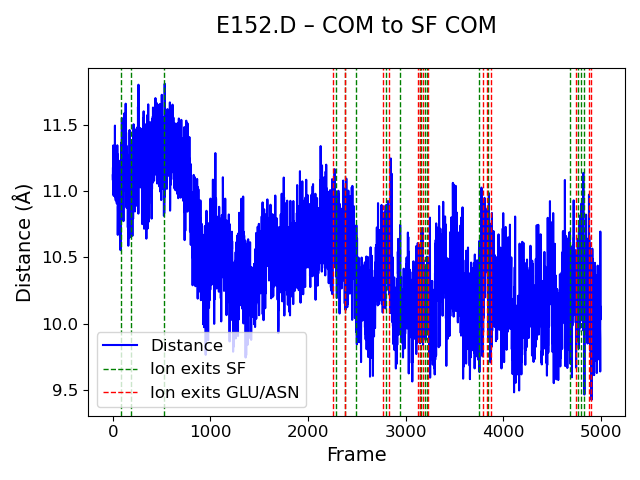 E152.D – COM to SF COM
Distance (Å)
11.5
11.0
10.5
10.0
9.5
Distance
Ion exits SF
Ion exits GLU/ASN
0 1000 2000 3000 4000 5000
Frame